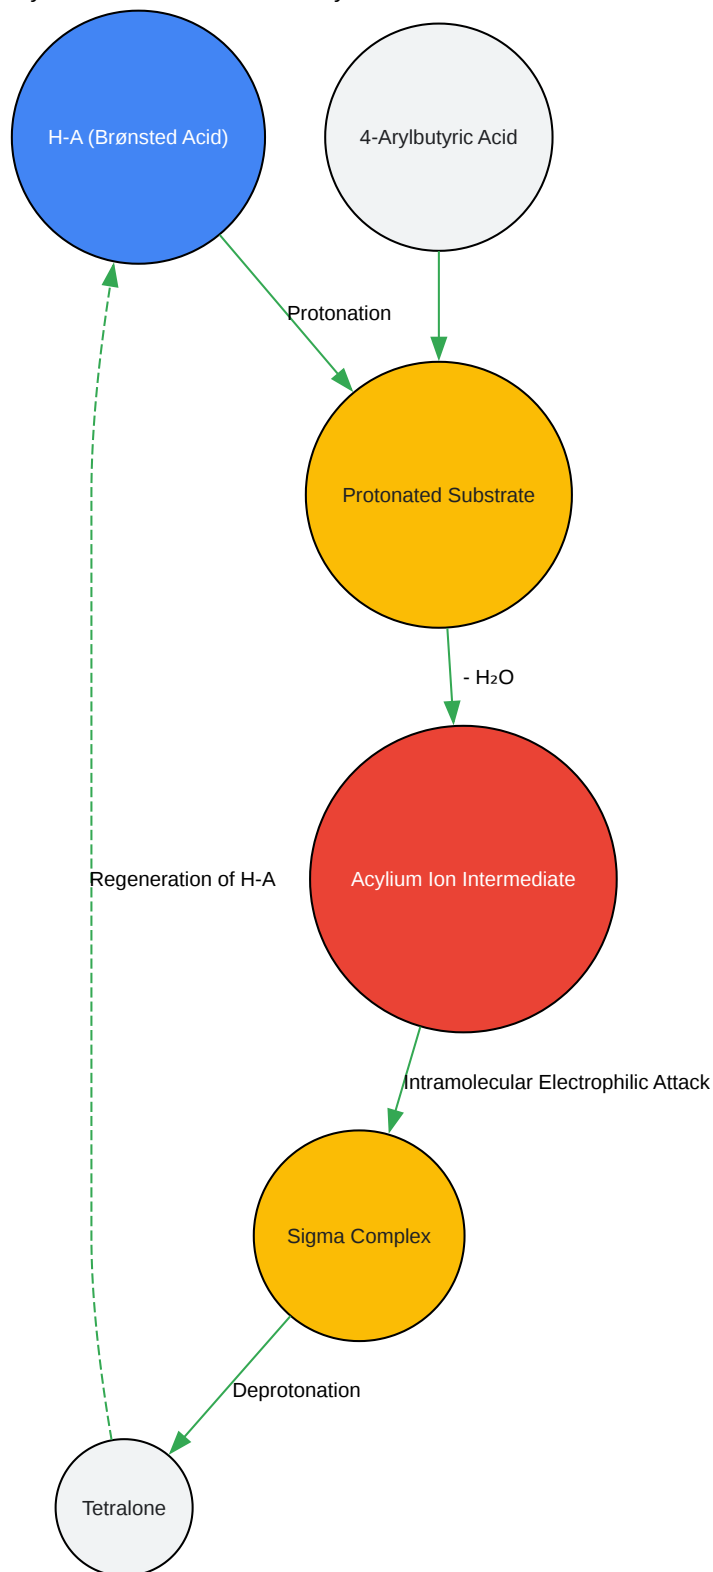 H-A (Brønsted Acid)
4-Arylbutyric Acid
Protonation
Protonated Substrate
- H₂O
Regeneration of H-A
Acylium Ion Intermediate
Intramolecular Electrophilic Attack
Sigma Complex
Deprotonation
Tetralone